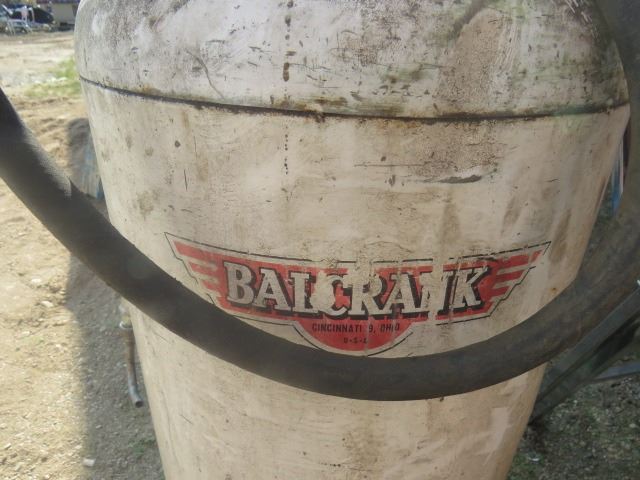 BALCRANK
CINCINNATI 9, OHIO
U-S-A